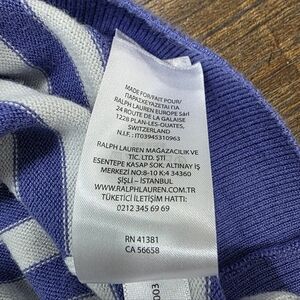 MADE FOR/FAIT POUR/
ΠΑΡΑΣΚΕΥΑΖΕΤΑΙ ΓΙΑ
RALPH LAUREN EUROPE Sàrl
24 ROUTE DE LA GALAISE
1228 PLAN-LES-OUATES,
SWITZERLAND
N.I.F. : IT03945310963
RALPH LAUREN MAĞAZACILIK VE
TİC. LTD. ŞTİ
ESENTEPE KASAP SOK. ALTINAY İŞ
MERKEZİ NO:8-10 K:4 34360
ŞİŞLİ – İSTANBUL
WWW.RALPHLAUREN.COM.TR
TÜKETİCİ İLETİŞİM HATTI:
0212 345 69 69
RN 41381
CA 56658